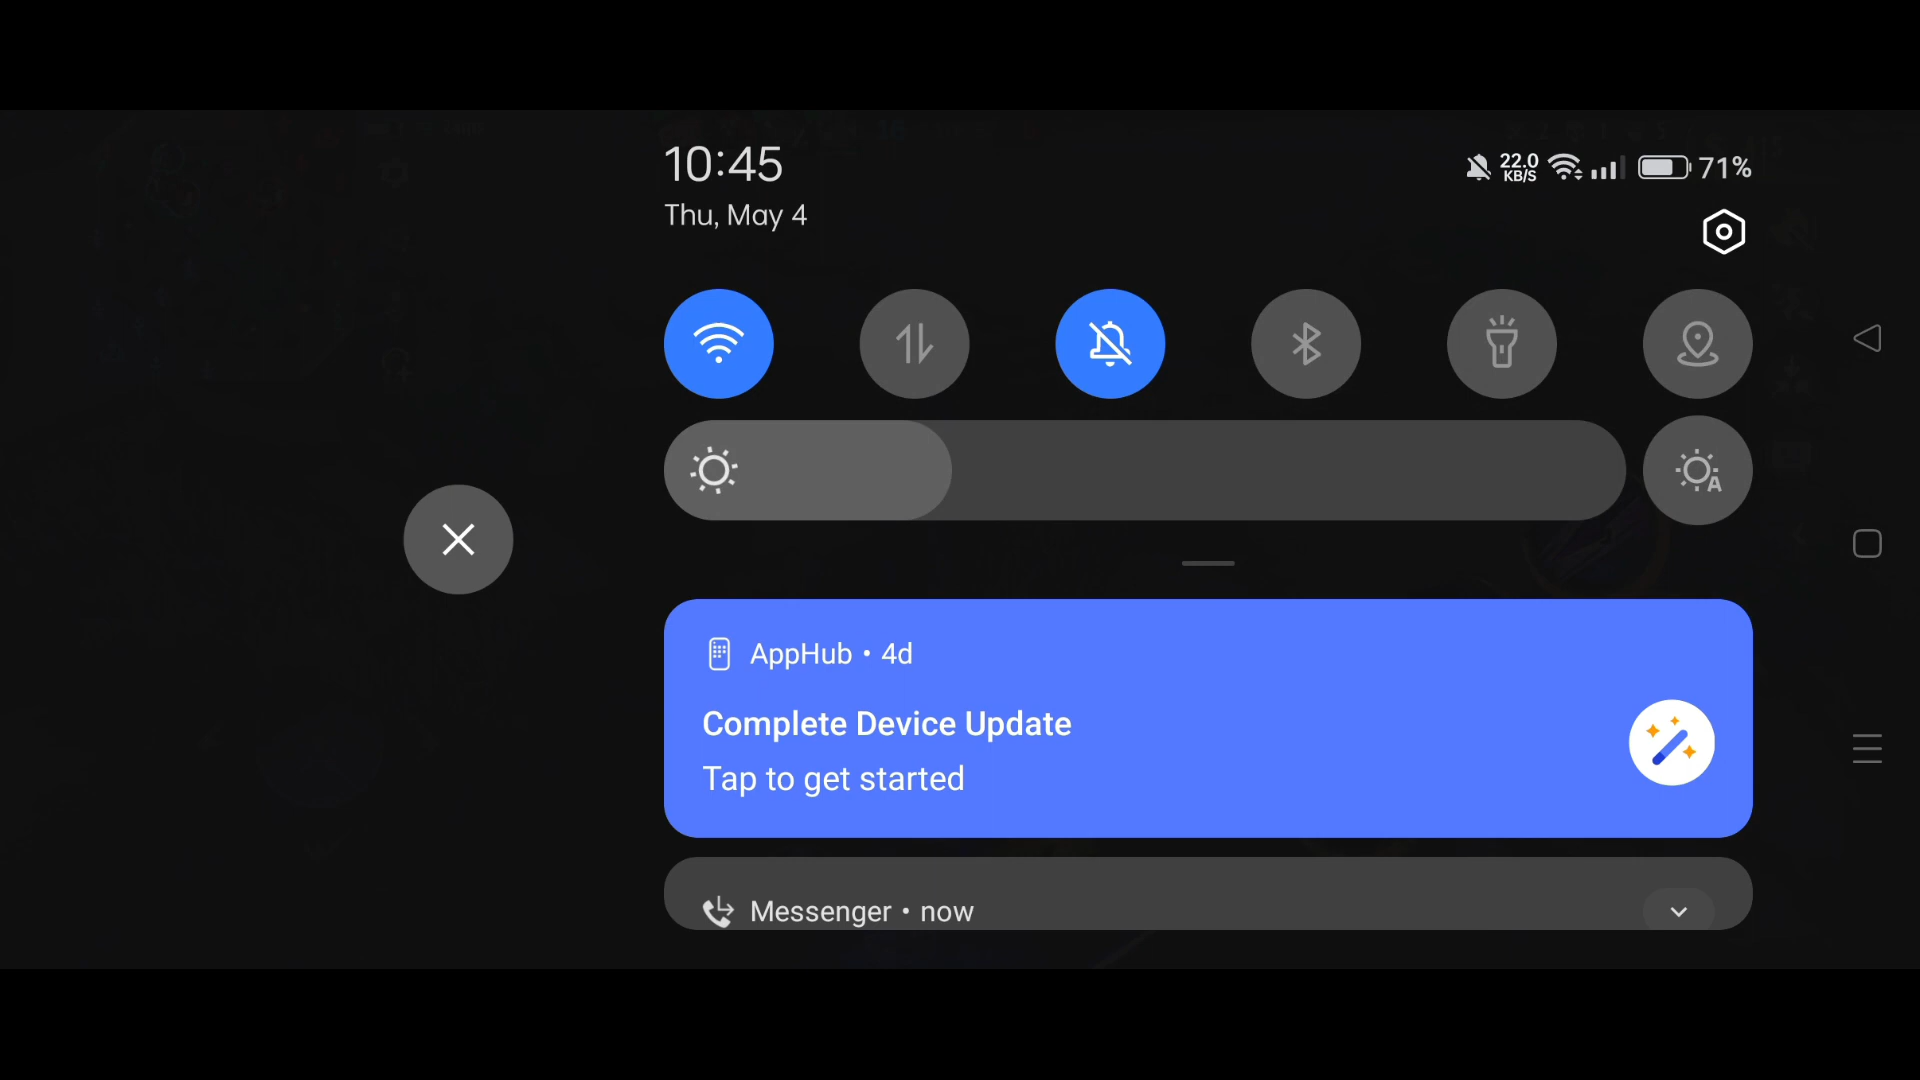 10:45
22.0
KB/S
71%
Thu, May 4
A
AppHub • 4d
Complete Device Update
Tap to get started
Messenger • now